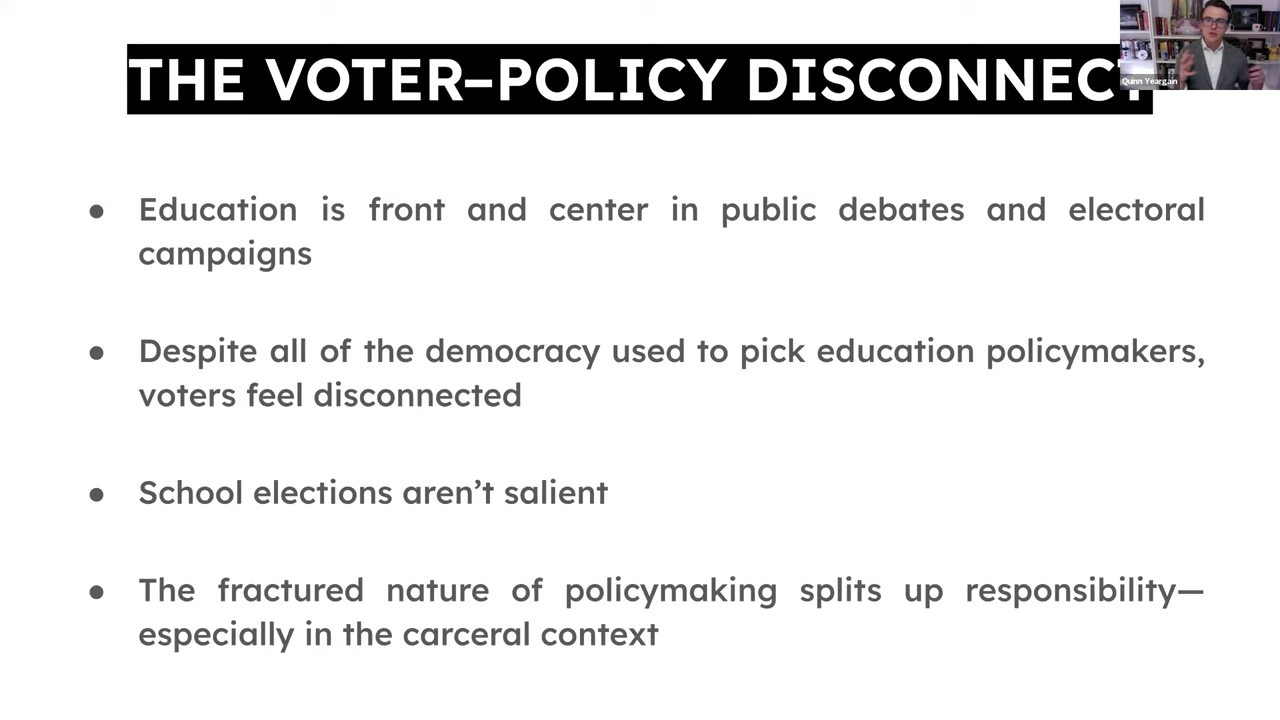 THE VOTER–POLICY DISCONNECT
Quinn Yeargain
● Education is front and center in public debates and electoral
campaigns
● Despite all of the democracy used to pick education policymakers,
voters feel disconnected
● School elections aren’t salient
● The fractured nature of policymaking splits up responsibility—
especially in the carceral context